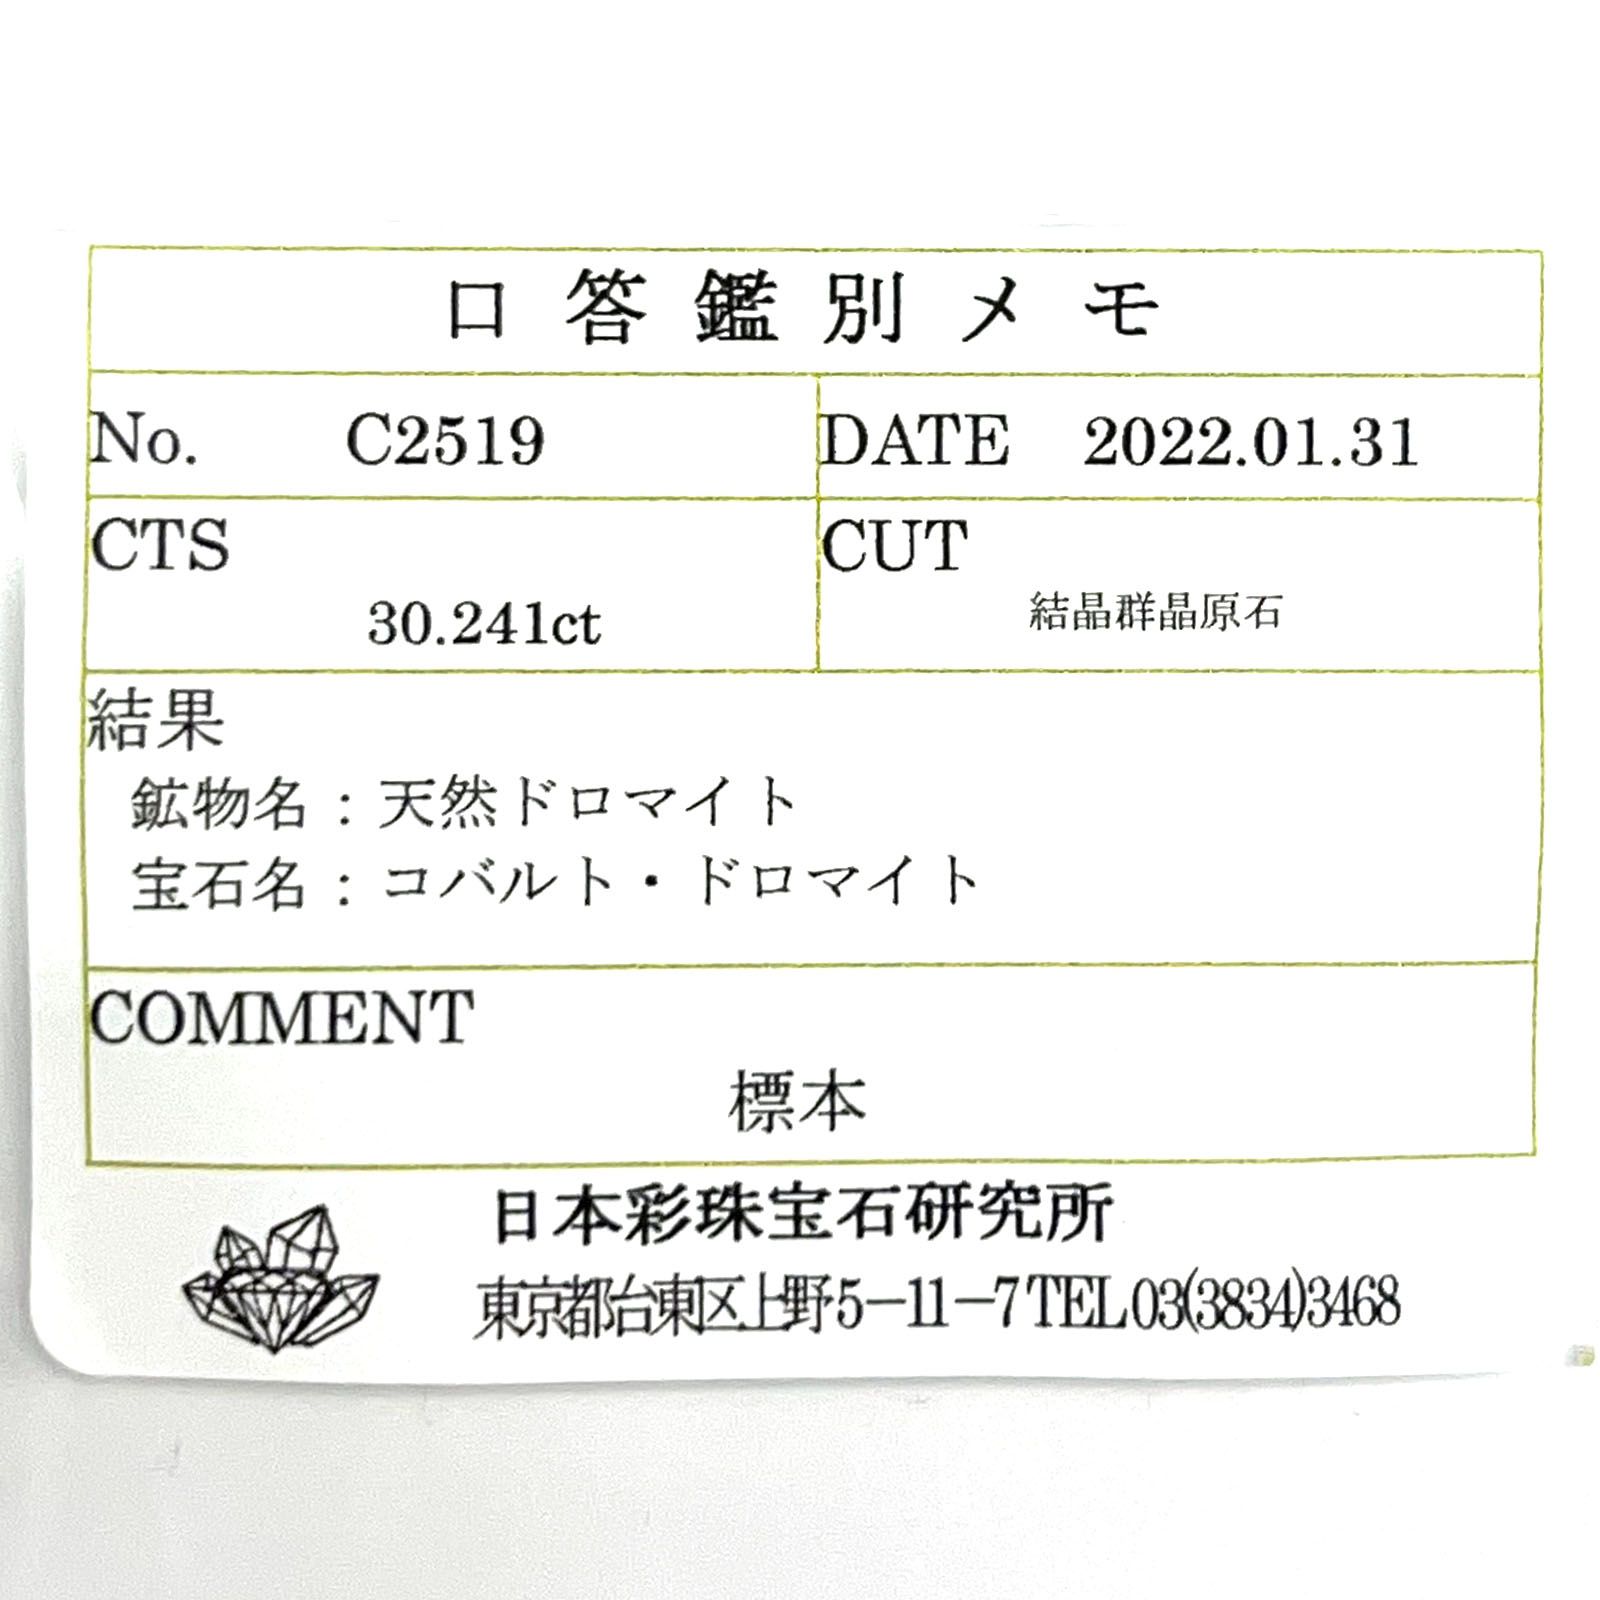 口答鑑別メモ
No. C2519
DATE 2022.01.31
CTS
30.241ct
CUT
結晶群晶原石
結果
鉱物名：天然ドロマイト
宝石名：コバルト・ドロマイト
COMMENT
標本
日本彩珠宝石研究所
東京都台東区上野5－11－7 TEL 03(3834)3468